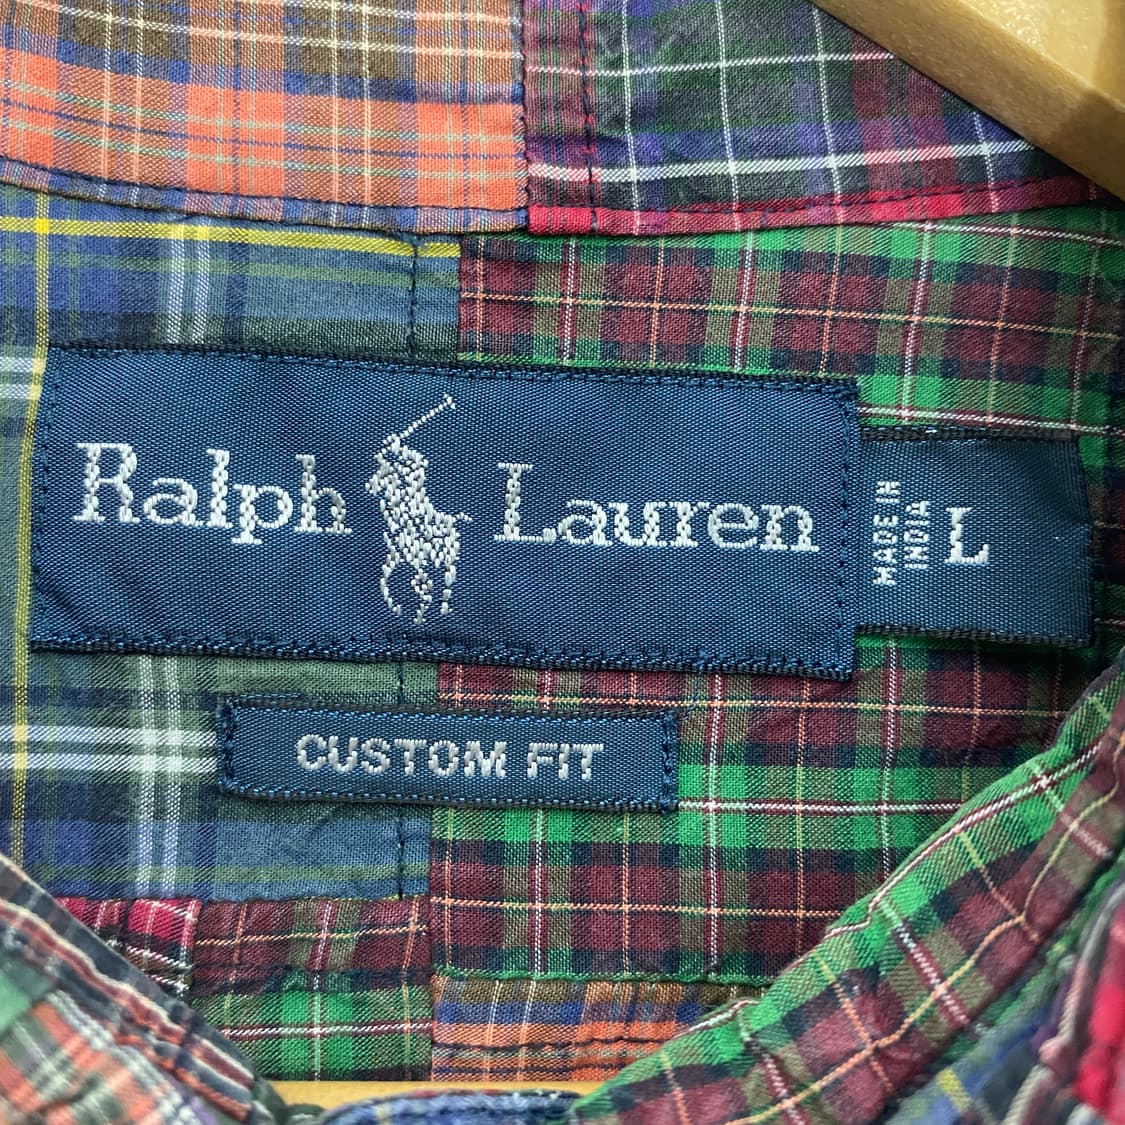 Ralph Lauren
MADE IN
INDIA
L
CUSTOM FIT